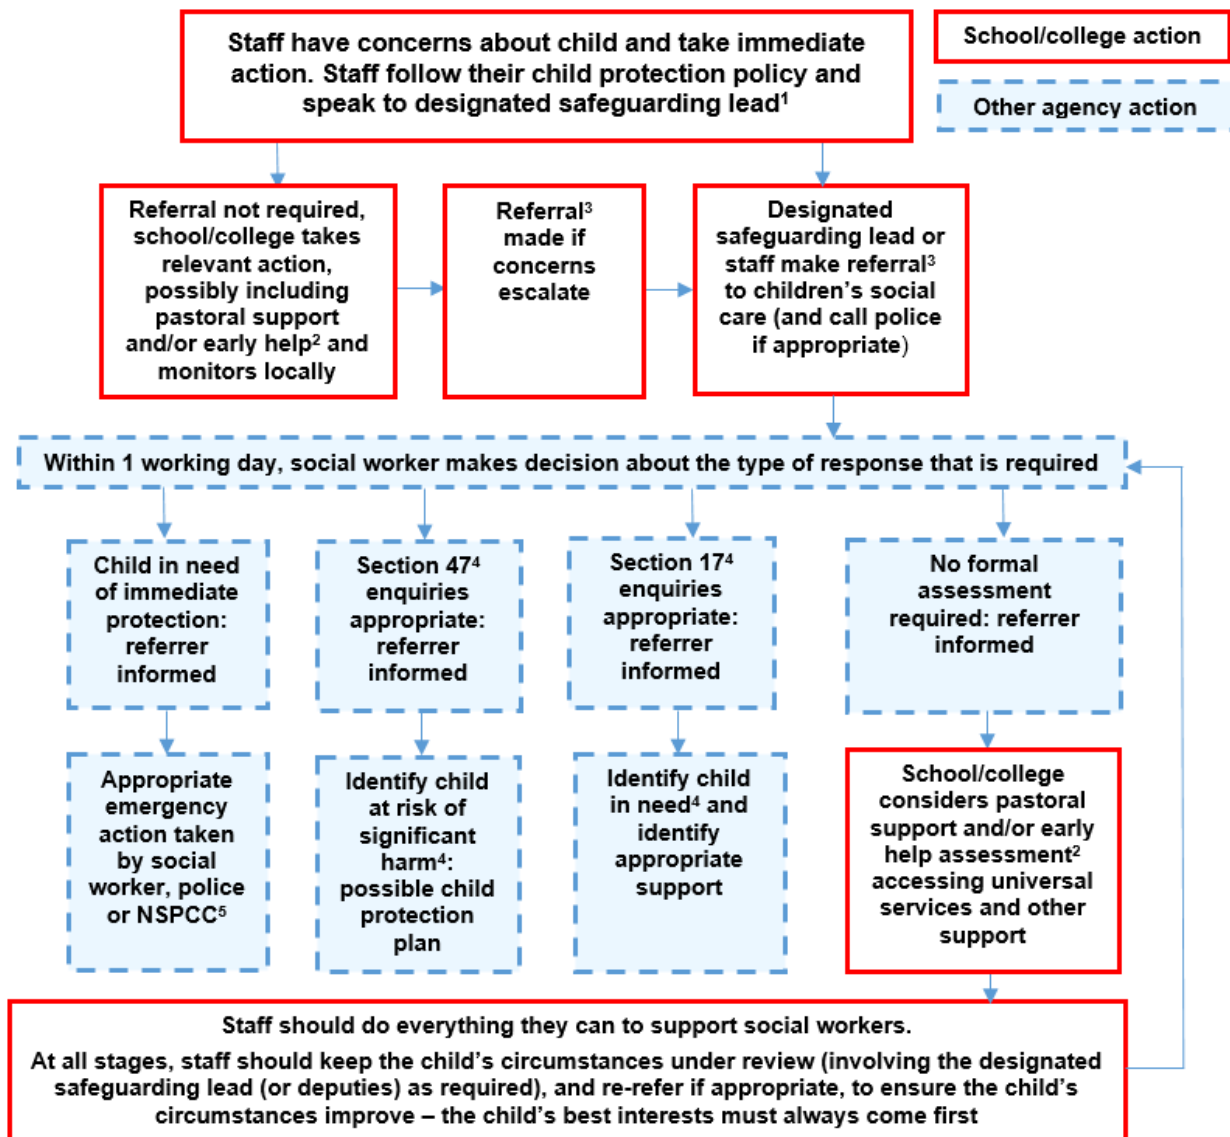 Staff have concerns about child and take immediate
action. Staff follow their child protection policy and
speak to designated safeguarding lead¹
School/college action
Other agency action
Referral not required,
school/college takes
relevant action,
possibly including
pastoral support
and/or early help² and
monitors locally
Referral³
made if
concerns
escalate
Designated
safeguarding lead or
staff make referral³
to children’s social
care (and call police
if appropriate)
Within 1 working day, social worker makes decision about the type of response that is required
Child in need
of immediate
protection:
referrer
informed
Section 47⁴
enquiries
appropriate:
referrer
informed
Section 17⁴
enquiries
appropriate:
referrer
informed
No formal
assessment
required: referrer
informed
Appropriate
emergency
action taken
by social
worker, police
or NSPCC⁵
Identify child
at risk of
significant
harm⁴:
possible child
protection
plan
Identify child
in need⁴ and
identify
appropriate
support
School/college
considers pastoral
support and/or early
help assessment²
accessing universal
services and other
support
Staff should do everything they can to support social workers.
At all stages, staff should keep the child’s circumstances under review (involving the designated
safeguarding lead (or deputies) as required), and re-refer if appropriate, to ensure the child’s
circumstances improve – the child’s best interests must always come first